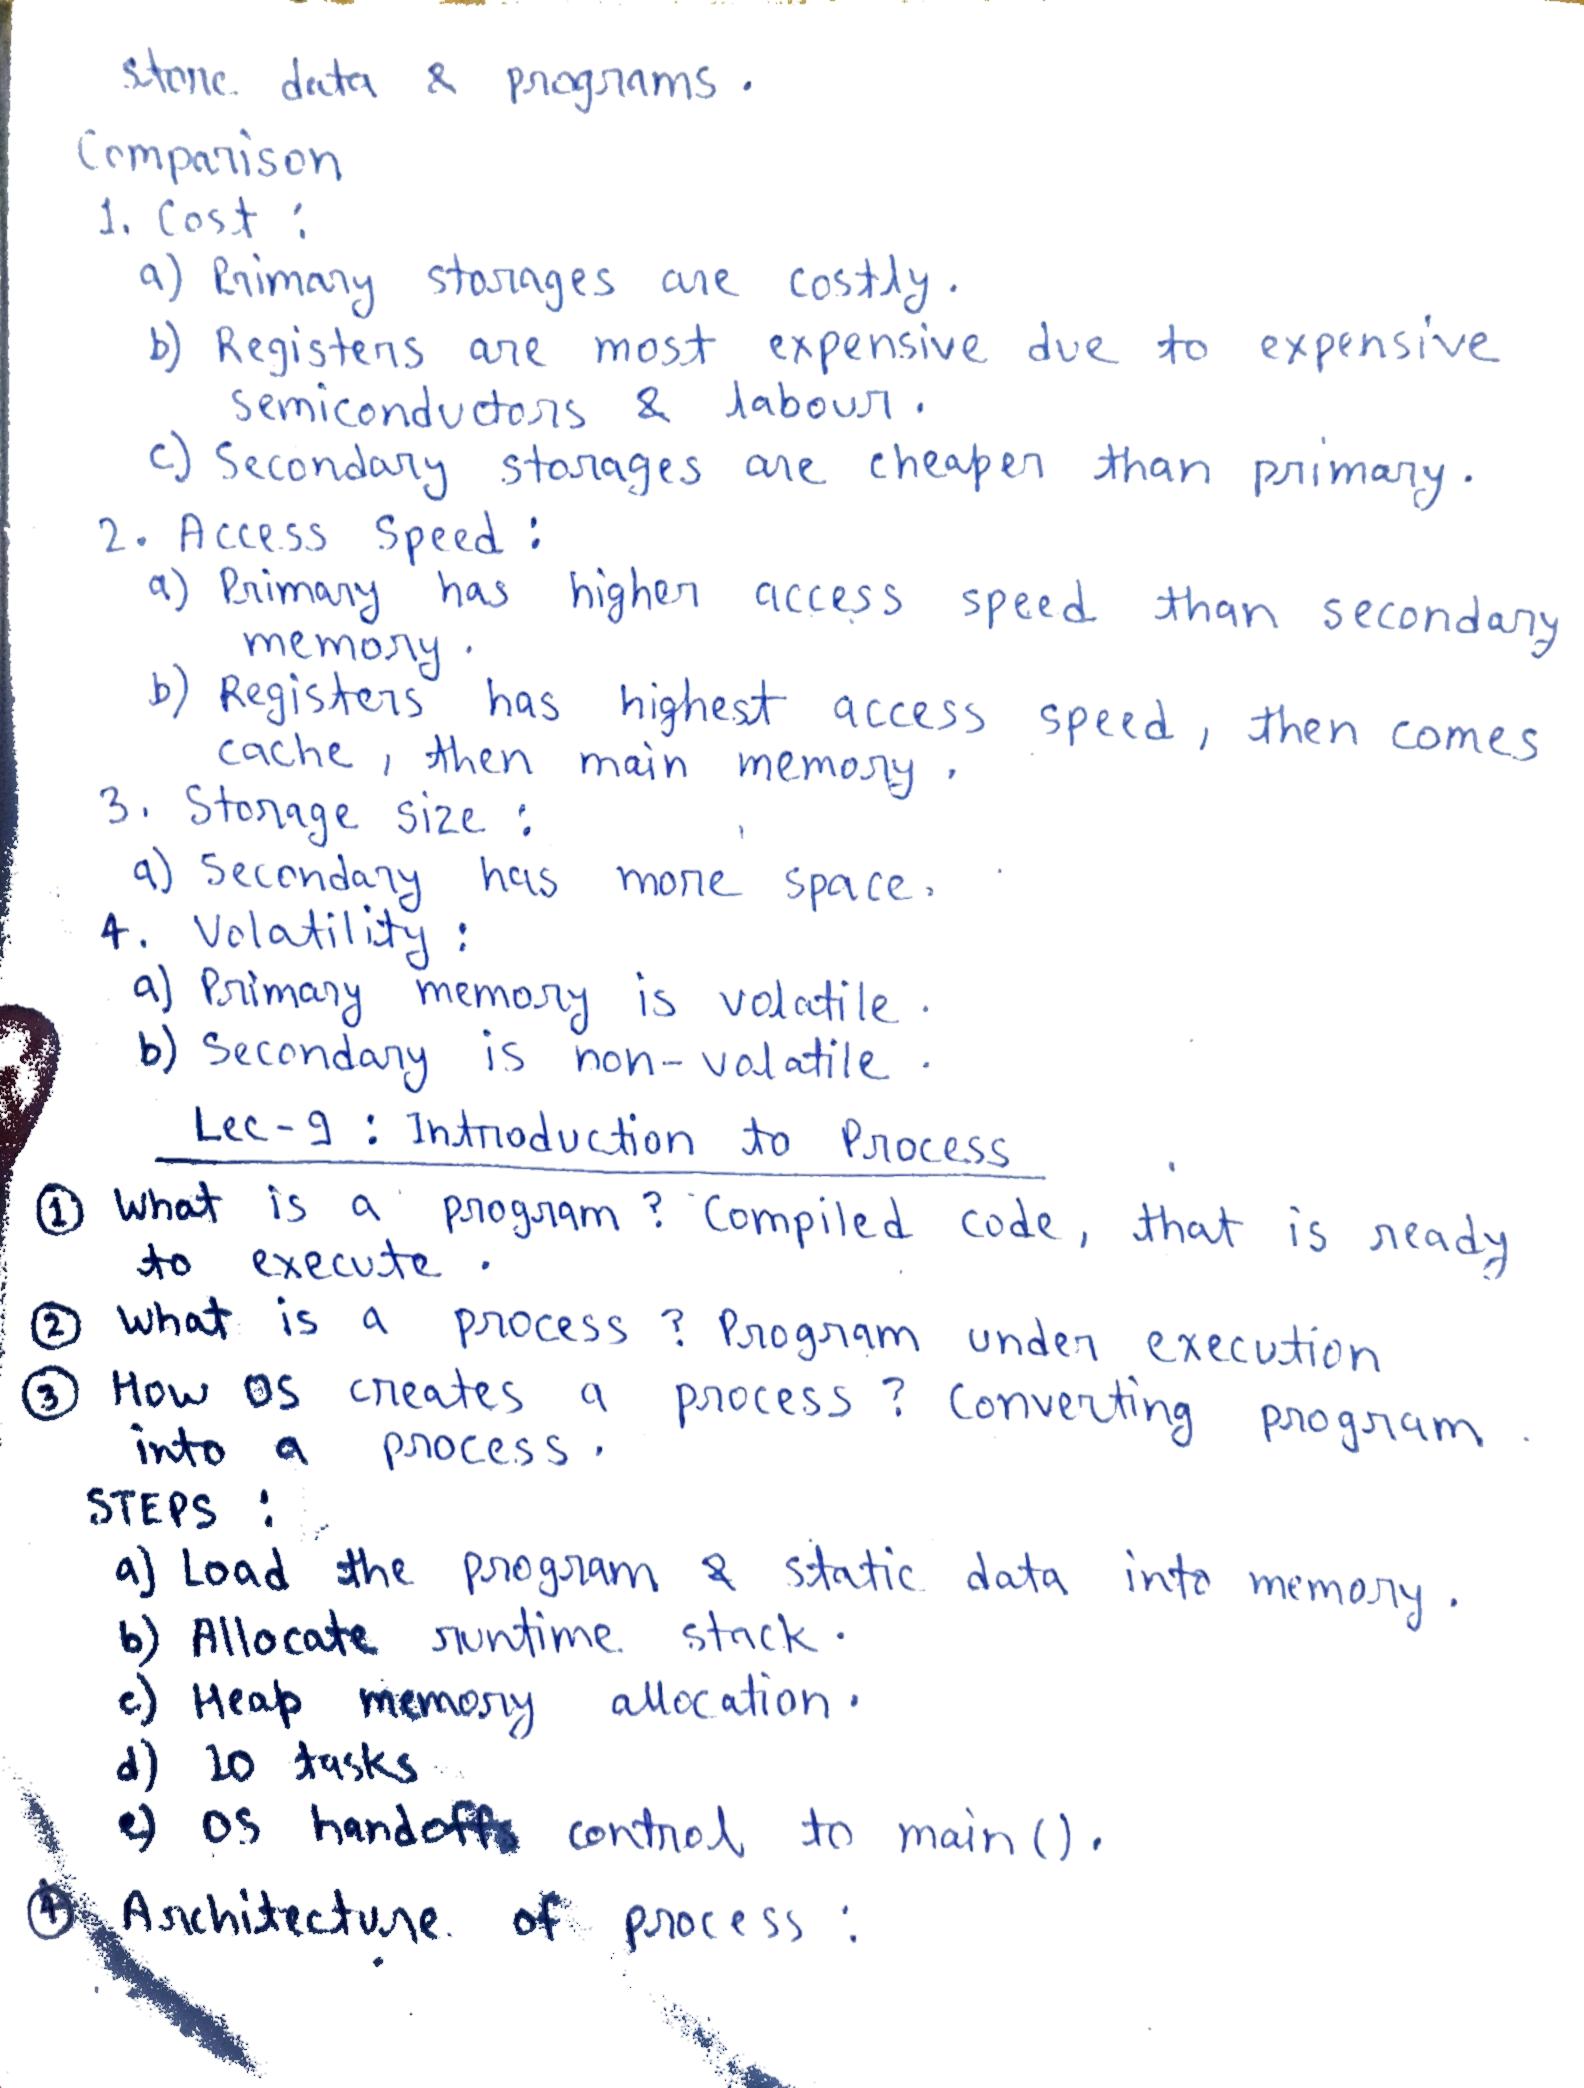 store data & programs.
Comparison
1. Cost :
a) Primary storages are costly.
b) Registers are most expensive due to expensive
semiconductors & labour.
c) Secondary storages are cheaper than primary.
2. Access Speed :
a) Primary has higher access speed than secondary
memory.
b) Registers has highest access speed, then comes
cache, then main memory.
3. Storage size :
a) Secondary has more space.
4. Volatility :
a) Primary memory is volatile.
b) Secondary is non-volatile.
Lec-9 : Introduction to Process
① What is a program? Compiled code, that is ready
to execute.
② What is a process? Program under execution
③ How OS creates a process? Converting program
into a process.
STEPS :
a) Load the program & static data into memory.
b) Allocate runtime stack.
c) Heap memory allocation.
d) IO tasks
e) OS handoffs control to main().
④ Architecture of process :